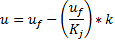 u = u_f − (u_f / K_j) * k